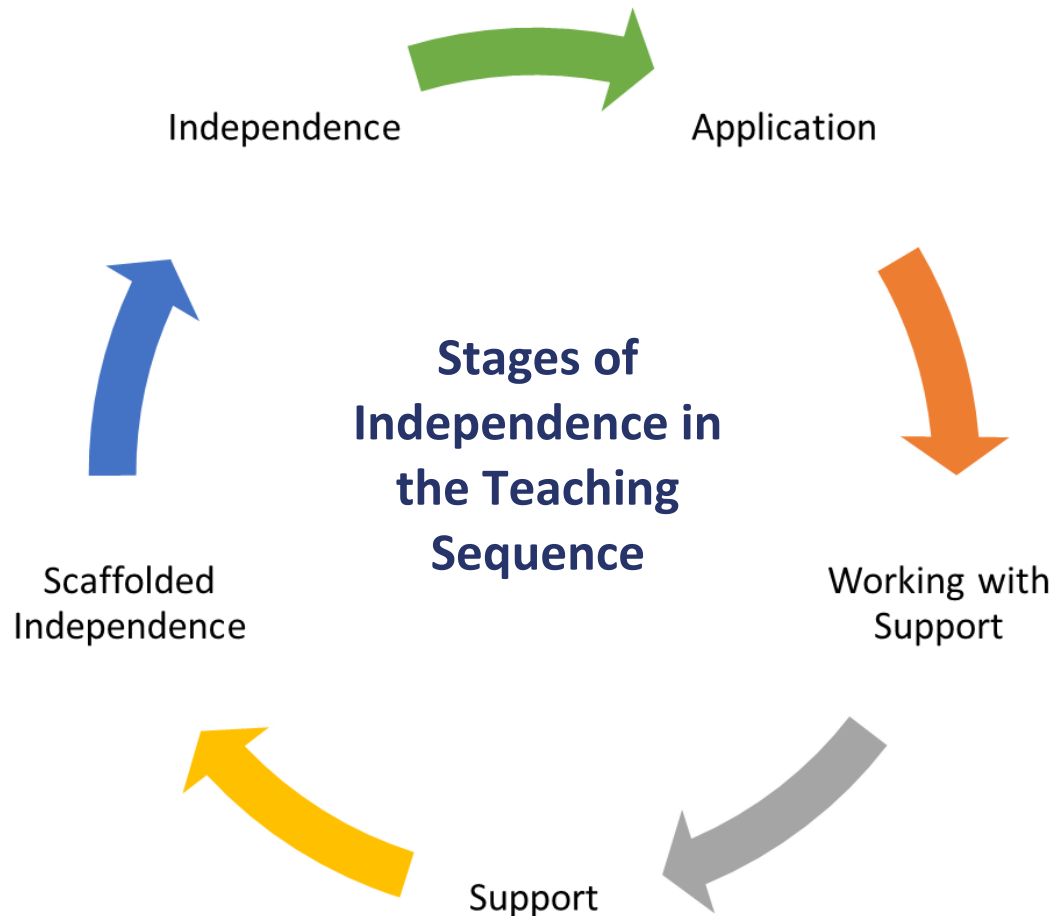 Independence
Application
Stages of
Independence in
the Teaching
Sequence
Scaffolded
Independence
Working with
Support
Support